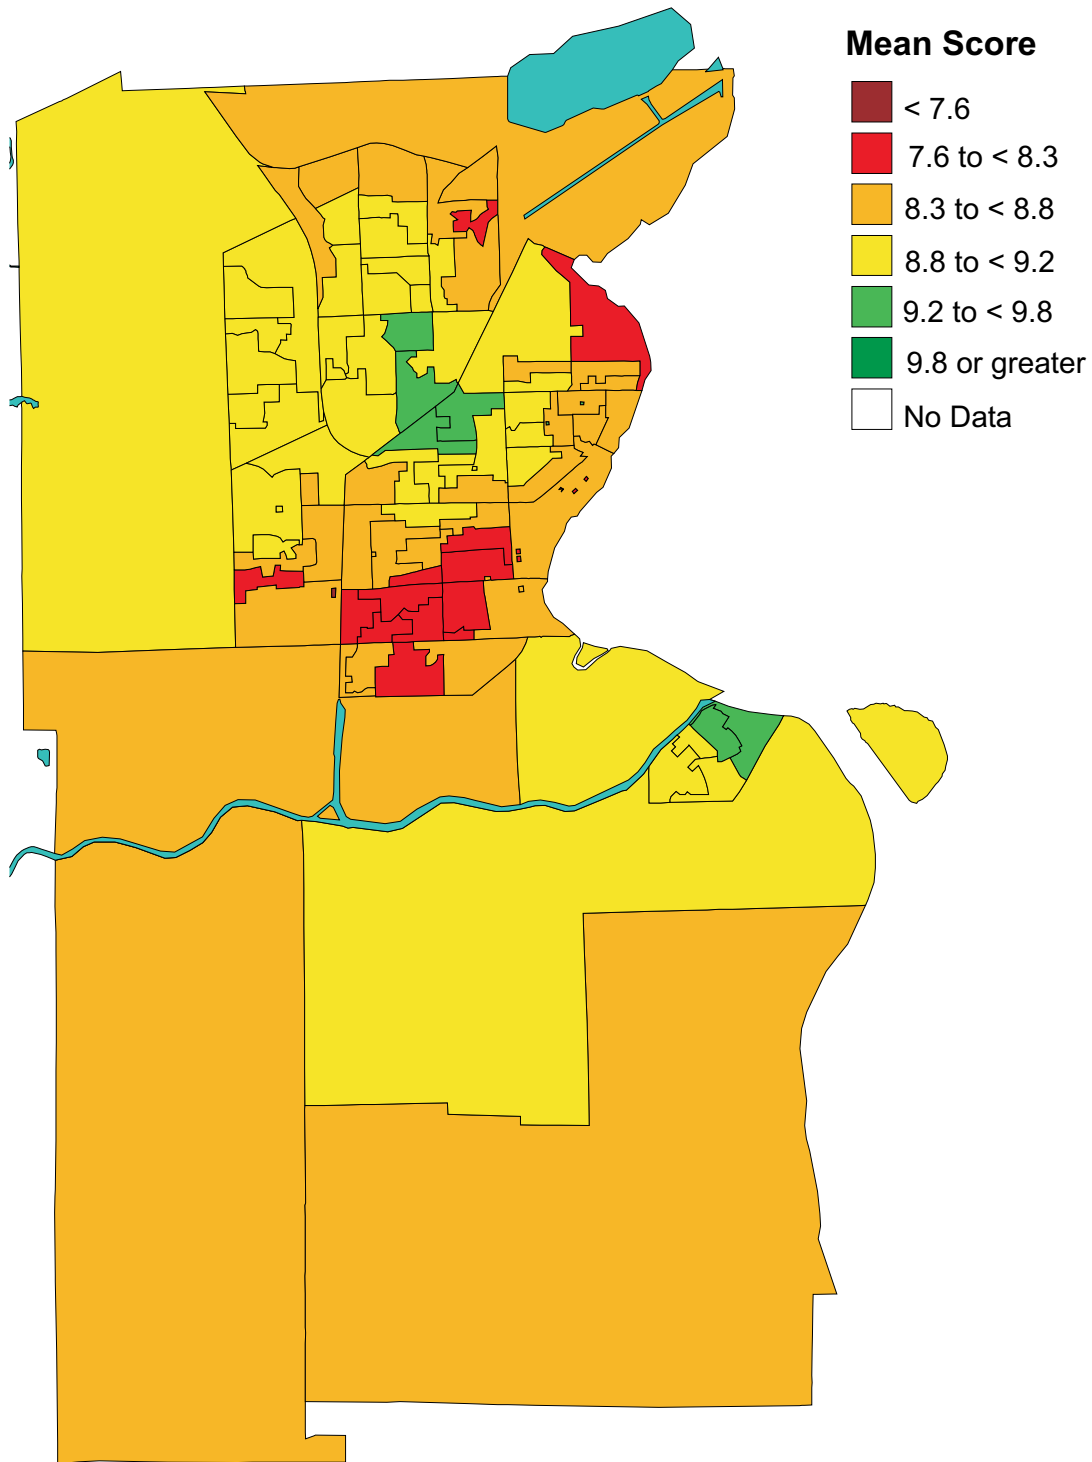 Mean Score
< 7.6
7.6 to < 8.3
8.3 to < 8.8
8.8 to < 9.2
9.2 to < 9.8
9.8 or greater
No Data